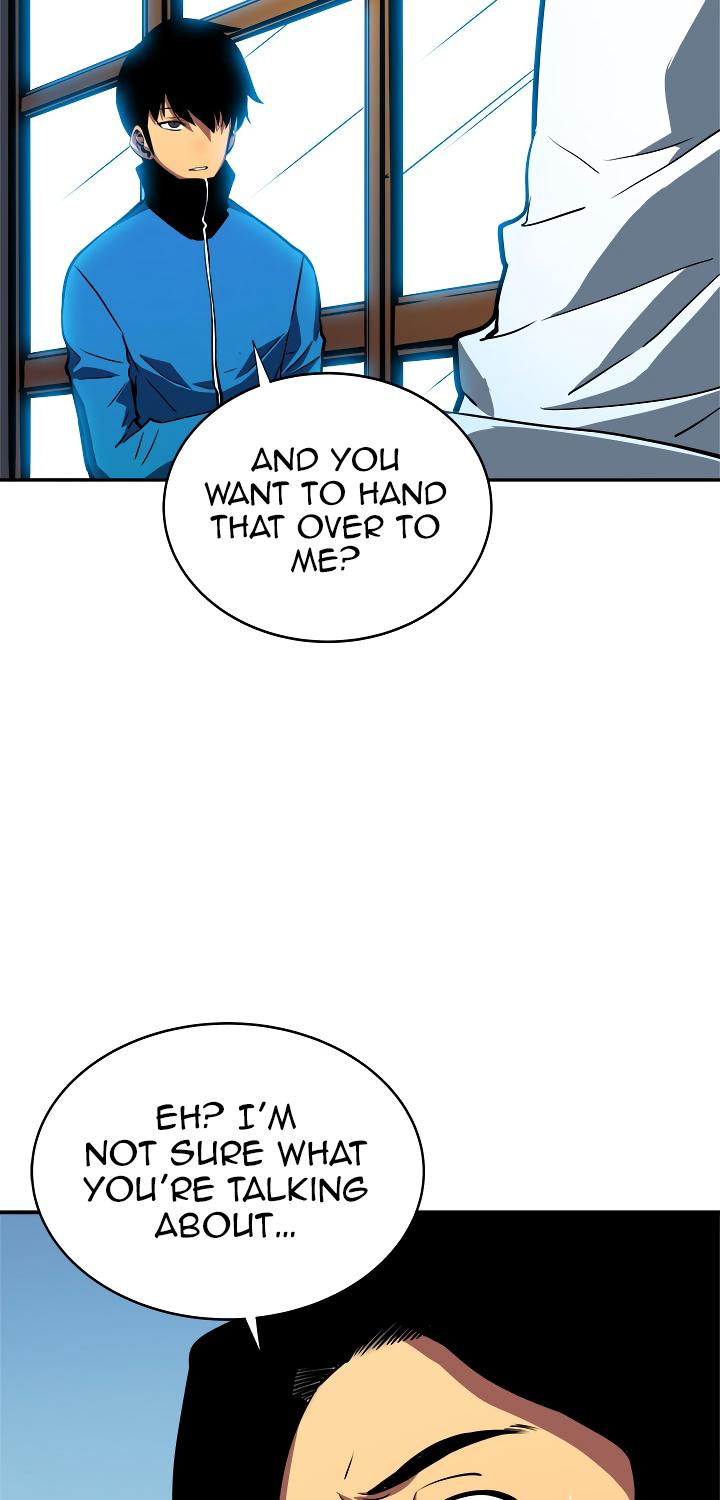 AND YOU
WANT TO HAND
THAT OVER TO
ME?
EH? I'M
NOT SURE WHAT
YOU'RE TALKING
ABOUT...